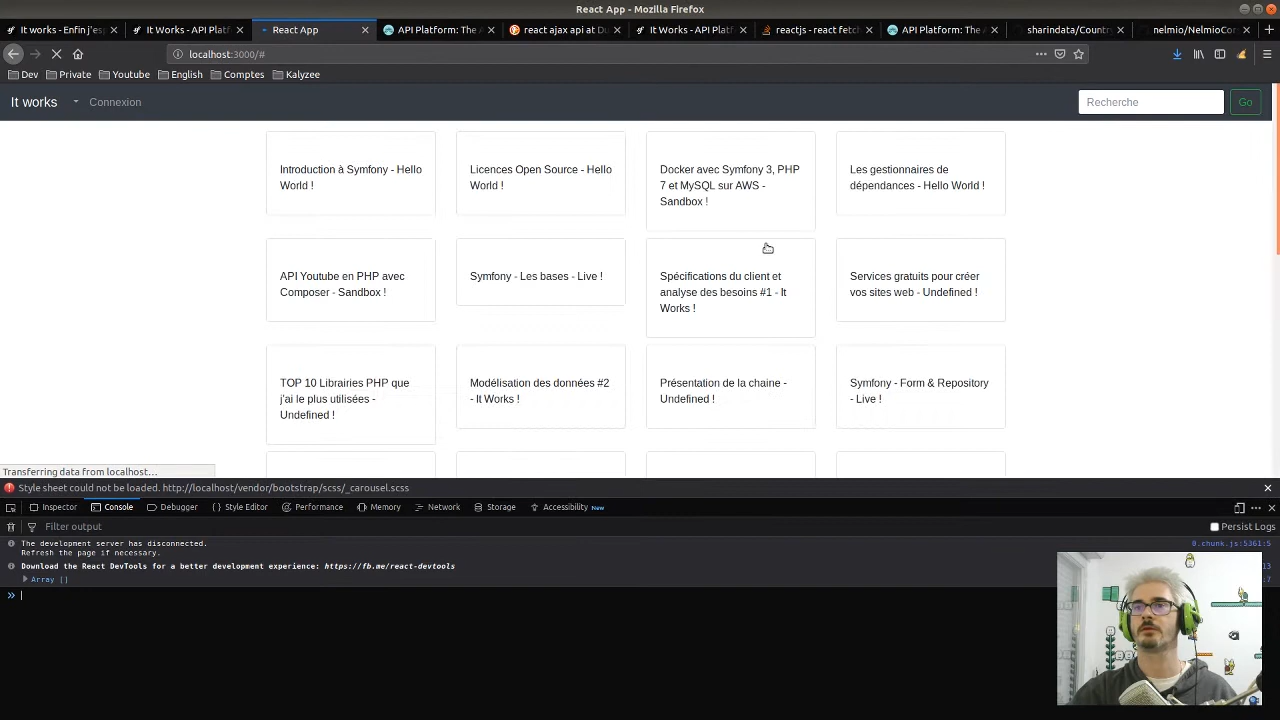 React App - Mozilla Firefox
It works - Enfin j'esp
It Works - API Platf
React App
API Platform: The A
react ajax api at Du
It Works - API Platf
reactjs - react fetch
API Platform: The A
sharindata/Countr
nelmio/NelmioCor
localhost:3000/#
Dev Private Youtube English Comptes Kalyzee
It works Connexion Recherche Go
Introduction à Symfony - Hello
World !
Licences Open Source - Hello
World !
Docker avec Symfony 3, PHP
7 et MySQL sur AWS -
Sandbox !
Les gestionnaires de
dépendances - Hello World !
API Youtube en PHP avec
Composer - Sandbox !
Symfony - Les bases - Live !
Spécifications du client et
analyse des besoins #1 - It
Works !
Services gratuits pour créer
vos sites web - Undefined !
TOP 10 Librairies PHP que
j'ai le plus utilisées -
Undefined !
Modélisation des données #2
- It Works !
Présentation de la chaine -
Undefined !
Symfony - Form & Repository
- Live !
Transferring data from localhost…
Style sheet could not be loaded. http://localhost/vendor/bootstrap/scss/_carousel.scss
Inspector Console Debugger Style Editor Performance Memory Network Storage Accessibility New
Filter output Persist Logs
The development server has disconnected. 0.chunk.js:5361:5
Refresh the page if necessary.
Download the React DevTools for a better development experience: https://fb.me/react-devtools 13
Array [] :7